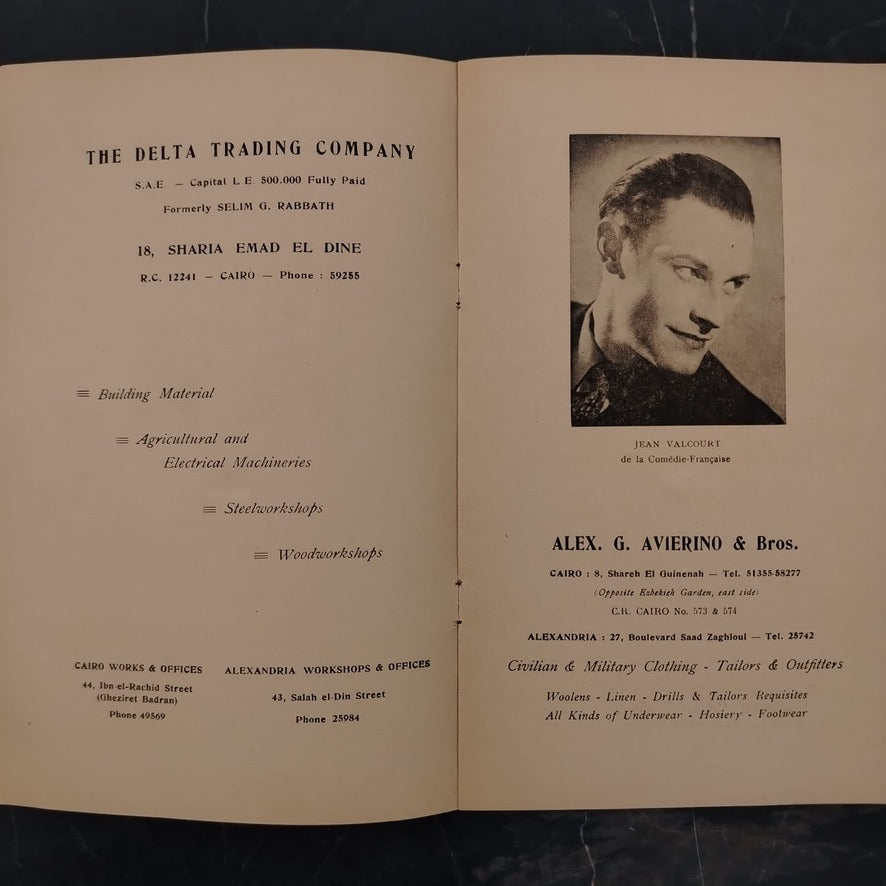 THE DELTA TRADING COMPANY
S.A.E — Capital L E. 500.000 Fully Paid
Formerly SELIM G. RABBATH
18, SHARIA EMAD EL DINE
R.C. 12241 — CAIRO — Phone : 59255
Building Material
Agricultural and
Electrical Machineries
Steelworkshops
Woodworkshops
CAIRO WORKS & OFFICES
44, Ibn-el-Rachid Street
(Gheziret Badran)
Phone 49569
ALEXANDRIA WORKSHOPS & OFFICES
43, Salah el-Din Street
Phone 25984
JEAN VALCOURT
de la Comédie-Française
ALEX. G. AVIERINO & Bros.
CAIRO : 8, Shareh El Guinenah — Tel. 51355-58277
(Opposite Ezbekieh Garden, east side)
C.R. CAIRO No. 573 & 574
ALEXANDRIA : 27, Boulevard Saad Zaghloul — Tel. 25742
Civilian & Military Clothing - Tailors & Outfitters
Woolens - Linen - Drills & Tailors Requisites
All Kinds of Underwear - Hosiery - Footwear